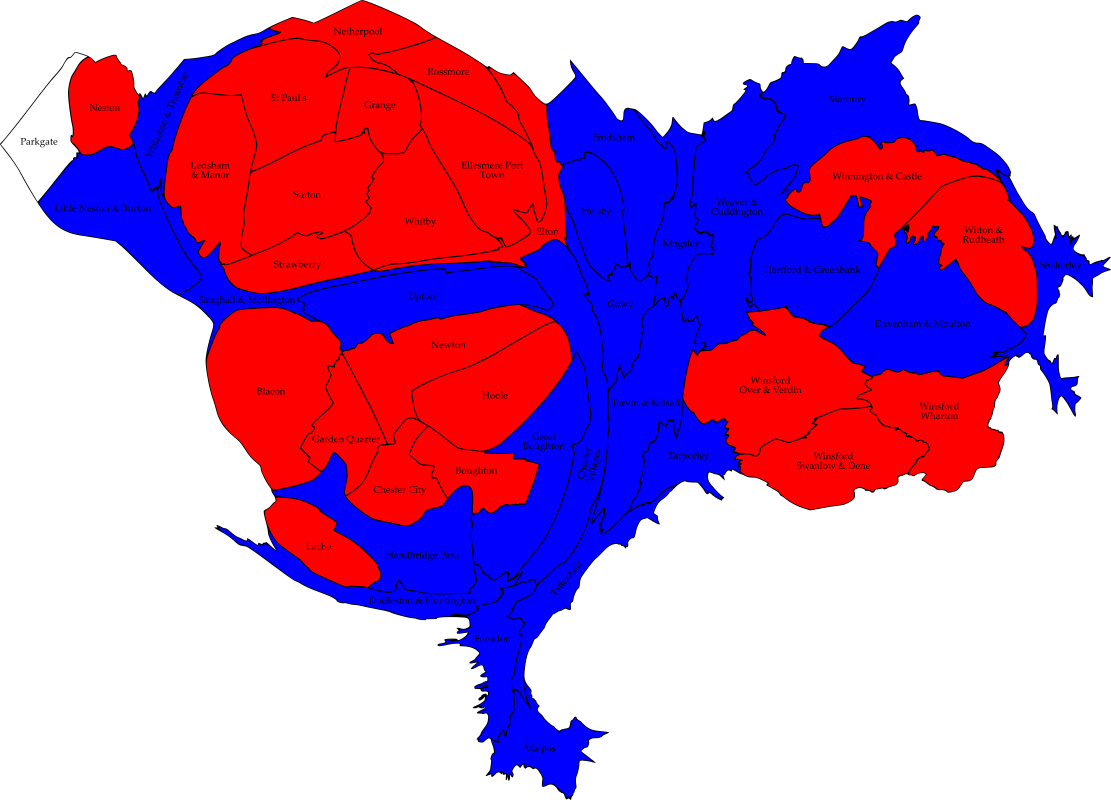 Netherpool
Rossmore
St Paul's
Grange
Neston
Parkgate
Willaston & Thornton
Ledsham
& Manor
Sutton
Ellesmere Port
Town
Whitby
Little Neston & Burton
Elton
Strawberry
Saughall & Mollington
Upton
Marbury
Frodsham
Helsby
Kingsley
Weaver &
Cuddington
Winnington & Castle
Witton &
Rudheath
Shakerley
Hartford & Greenbank
Gowy
Davenham & Moulton
Newton
Hoole
Blacon
Garden Quarter
Great
Boughton
Chester
Villages
Tarvin & Kelsall
Winsford
Over & Verdin
Winsford
Wharton
Tarporley
Winsford
Swanlow & Dene
Boughton
Chester City
Lache
Handbridge Park
Dodleston & Huntington
Tattenhall
Farndon
Malpas